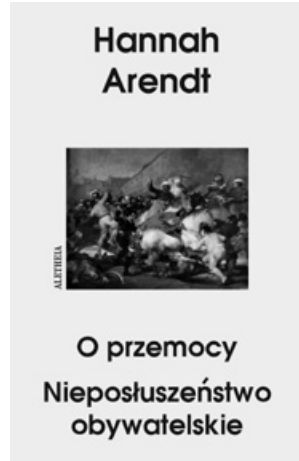 Hannah
Arendt
ALETHEIA
O przemocy
Nieposłuszeństwo
obywatelskie